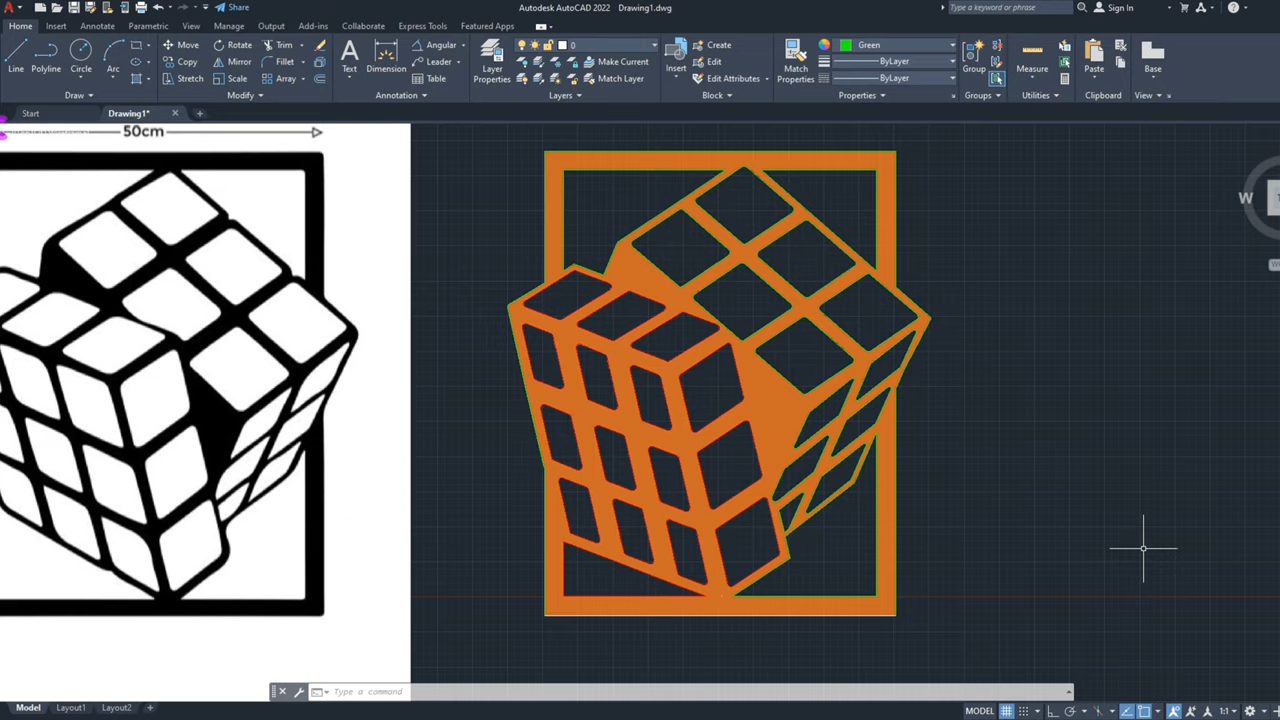 Share
Autodesk AutoCAD 2022 Drawing1.dwg
Type a keyword or phrase
Sign In
Home Insert Annotate Parametric View Manage Output Add-ins Collaborate Express Tools Featured Apps
Line
Polyline
Circle
Arc
Move
Rotate
Trim
Copy
Mirror
Fillet
Stretch
Scale
Array
Text
Dimension
Angular
Leader
Table
Layer
Properties
0
Make Current
Match Layer
Insert
Create
Edit
Edit Attributes
Match
Properties
Green
ByLayer
ByLayer
Group
Measure
Paste
Base
Draw
Modify
Annotation
Layers
Block
Properties
Groups
Utilities
Clipboard
View
Start
Drawing1*
50cm
W
Type a command
Model
Layout1
Layout2
MODEL
1:1